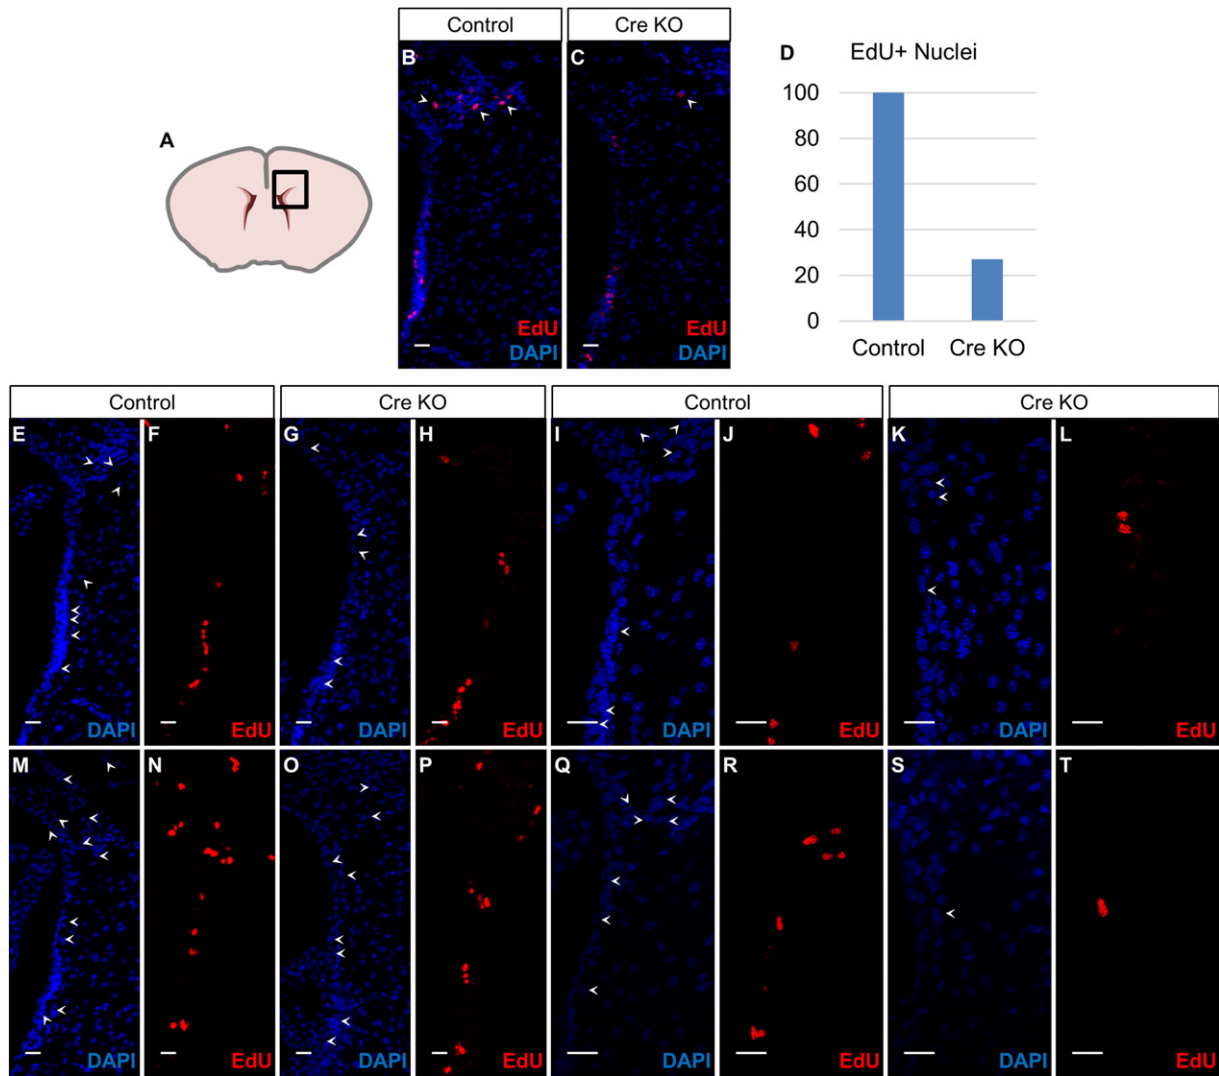 Control Cre KO
A
B C
EdU EdU
DAPI DAPI
D EdU+ Nuclei
100
80
60
40
20
0
Control Cre KO
Control Cre KO Control Cre KO
E F G H I J K L
DAPI EdU DAPI EdU DAPI EdU DAPI EdU
M N O P Q R S T
DAPI EdU DAPI EdU DAPI EdU DAPI EdU